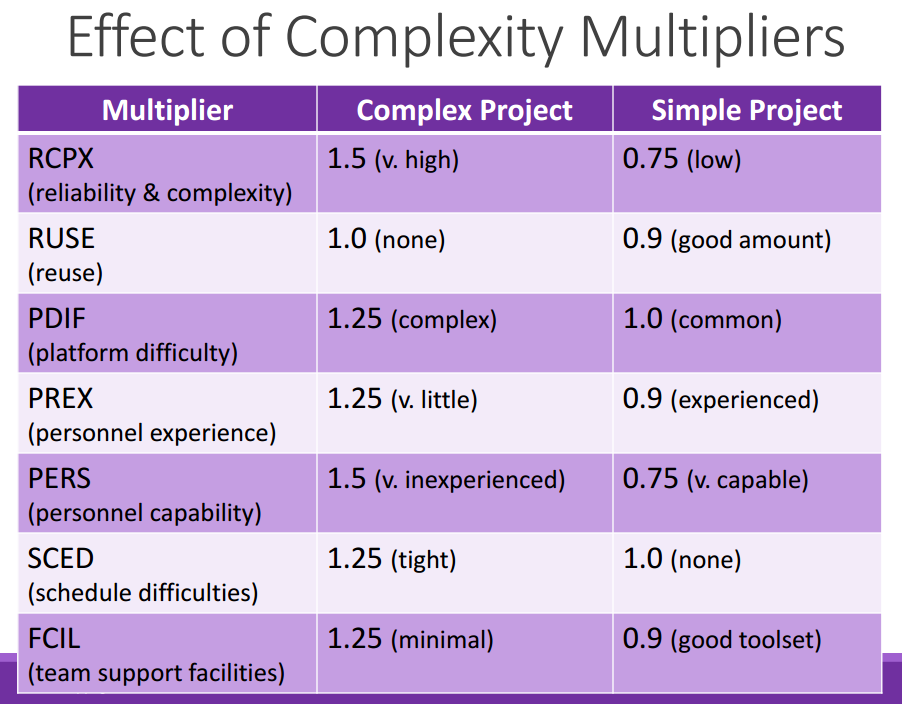 Effect of Complexity Multipliers
Multiplier Complex Project Simple Project
RCPX 1.5 (v. high) 0.75 (low)
(reliability & complexity)
RUSE 1.0 (none) 0.9 (good amount)
(reuse)
PDIF 1.25 (complex) 1.0 (common)
(platform difficulty)
PREX 1.25 (v. little) 0.9 (experienced)
(personnel experience)
PERS 1.5 (v. inexperienced) 0.75 (v. capable)
(personnel capability)
SCED 1.25 (tight) 1.0 (none)
(schedule difficulties)
FCIL 1.25 (minimal) 0.9 (good toolset)
(team support facilities)